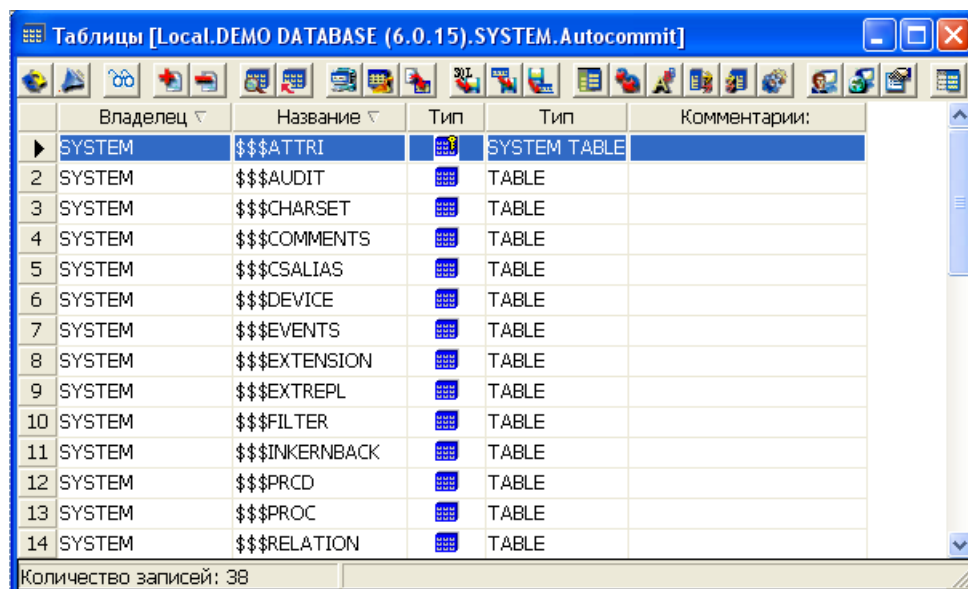 Таблицы [Local.DEMO DATABASE (6.0.15).SYSTEM.Autocommit]
SQL
Владелец Название Тип Тип Комментарии:
SYSTEM $$$ATTRI SYSTEM TABLE
2 SYSTEM $$$AUDIT TABLE
3 SYSTEM $$$CHARSET TABLE
4 SYSTEM $$$COMMENTS TABLE
5 SYSTEM $$$CSALIAS TABLE
6 SYSTEM $$$DEVICE TABLE
7 SYSTEM $$$EVENTS TABLE
8 SYSTEM $$$EXTENSION TABLE
9 SYSTEM $$$EXTREPL TABLE
10 SYSTEM $$$FILTER TABLE
11 SYSTEM $$$INKERNBACK TABLE
12 SYSTEM $$$PRCD TABLE
13 SYSTEM $$$PROC TABLE
14 SYSTEM $$$RELATION TABLE
Количество записей: 38